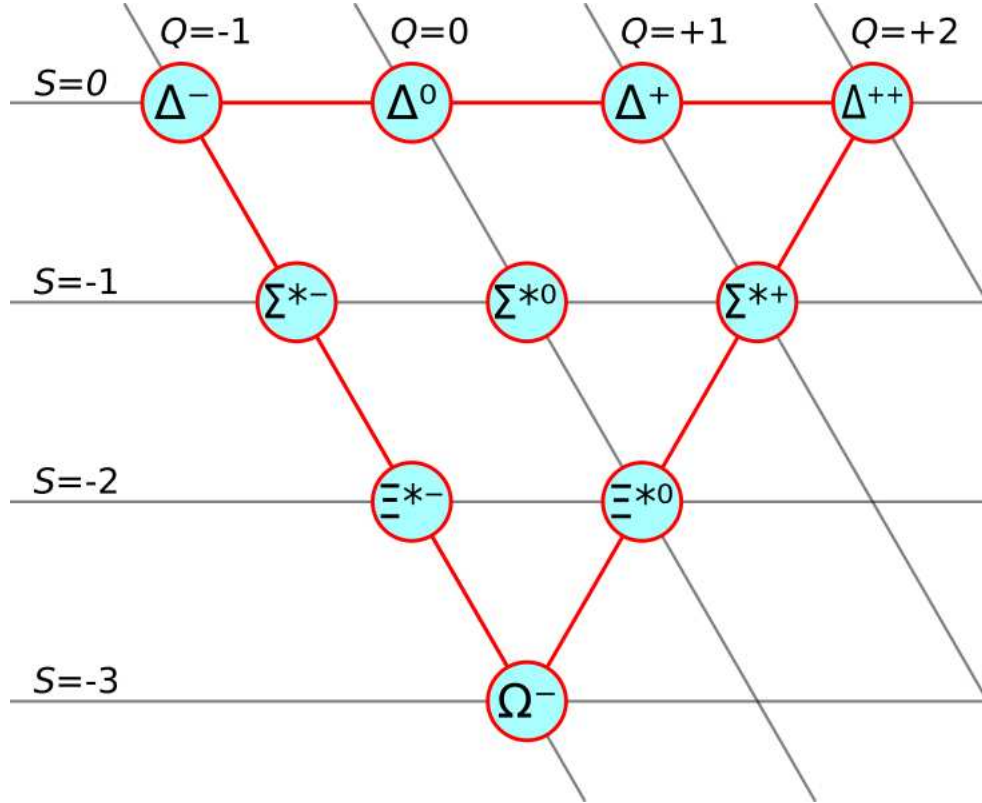 Q=-1 Q=0 Q=+1 Q=+2
S=0
Δ⁻ Δ⁰ Δ⁺ Δ⁺⁺
S=-1
Σ*⁻ Σ*⁰ Σ*⁺
S=-2
Ξ*⁻ Ξ*⁰
S=-3
Ω⁻